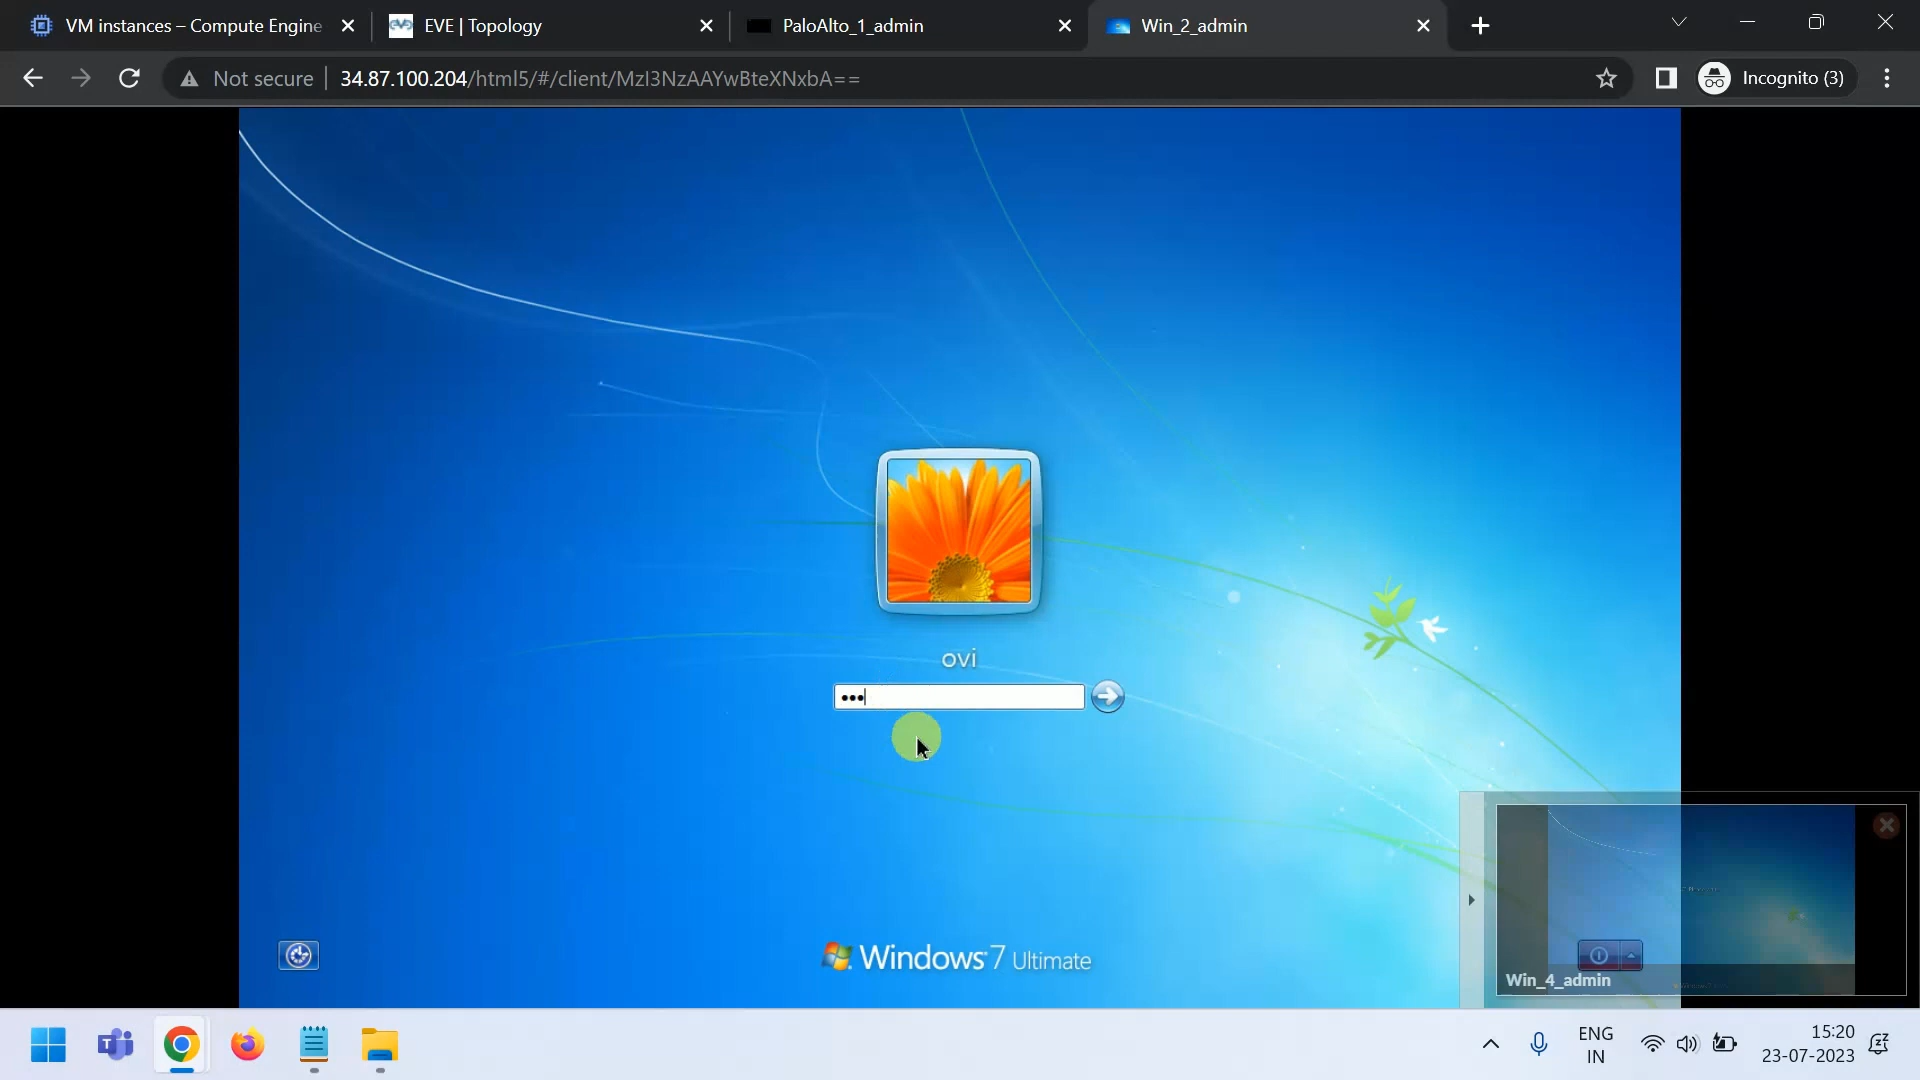 VM instances – Compute Engine
EVE | Topology
PaloAlto_1_admin
Win_2_admin
Not secure
34.87.100.204/html5/#/client/MzI3NzAAYwBteXNxbA==
Incognito (3)
ovi
•••
Windows 7 Ultimate
Win_4_admin
ENG
IN
15:20
23-07-2023